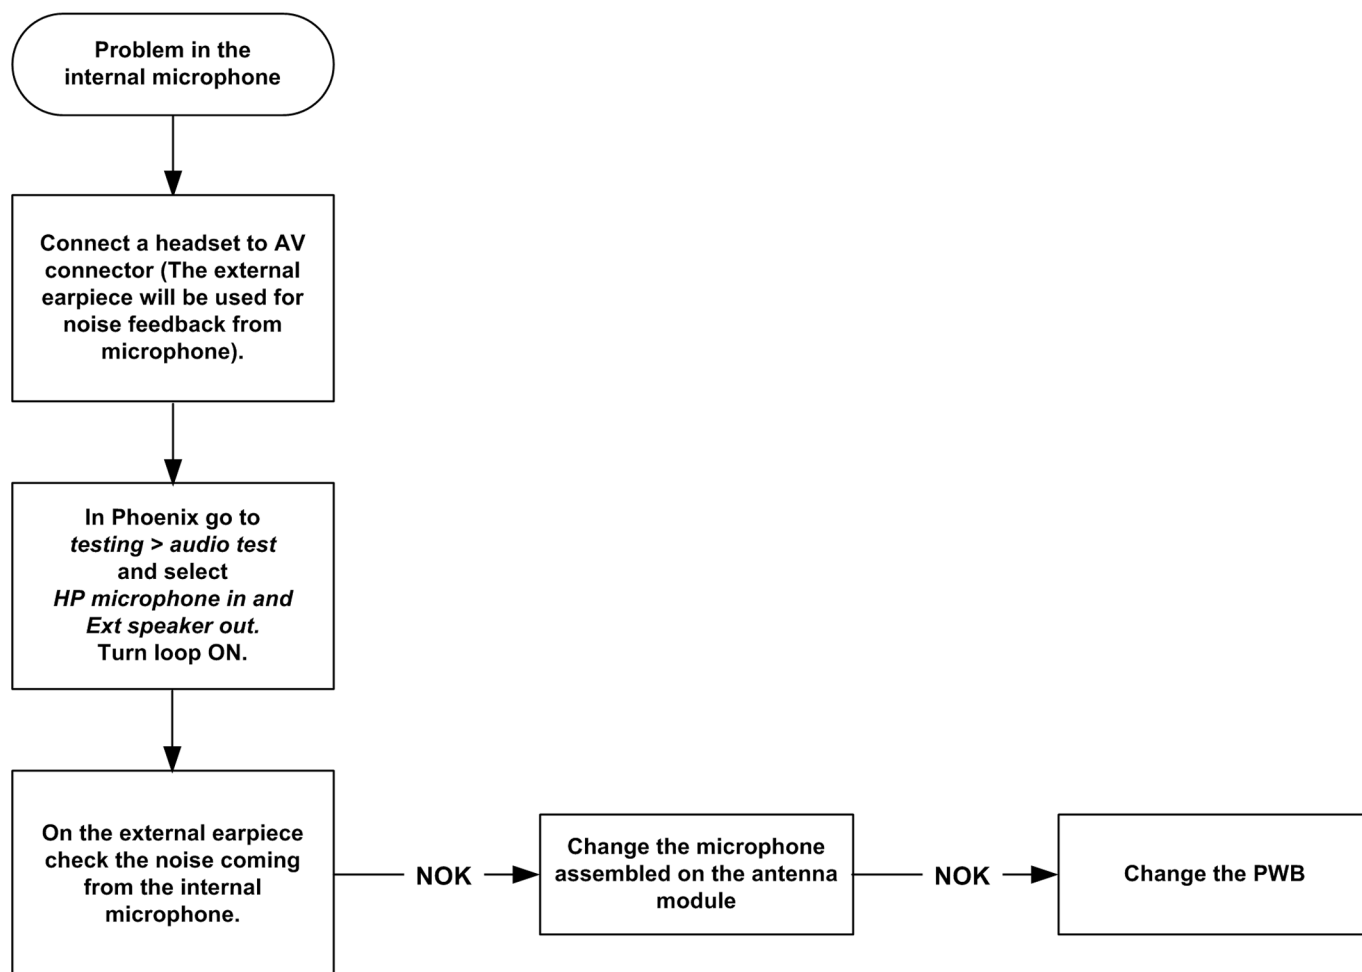 Problem in the
internal microphone
Connect a headset to AV
connector (The external
earpiece will be used for
noise feedback from
microphone).
In Phoenix go to
testing > audio test
and select
HP microphone in and
Ext speaker out.
Turn loop ON.
On the external earpiece
check the noise coming
from the internal
microphone.
NOK
Change the microphone
assembled on the antenna
module
NOK
Change the PWB